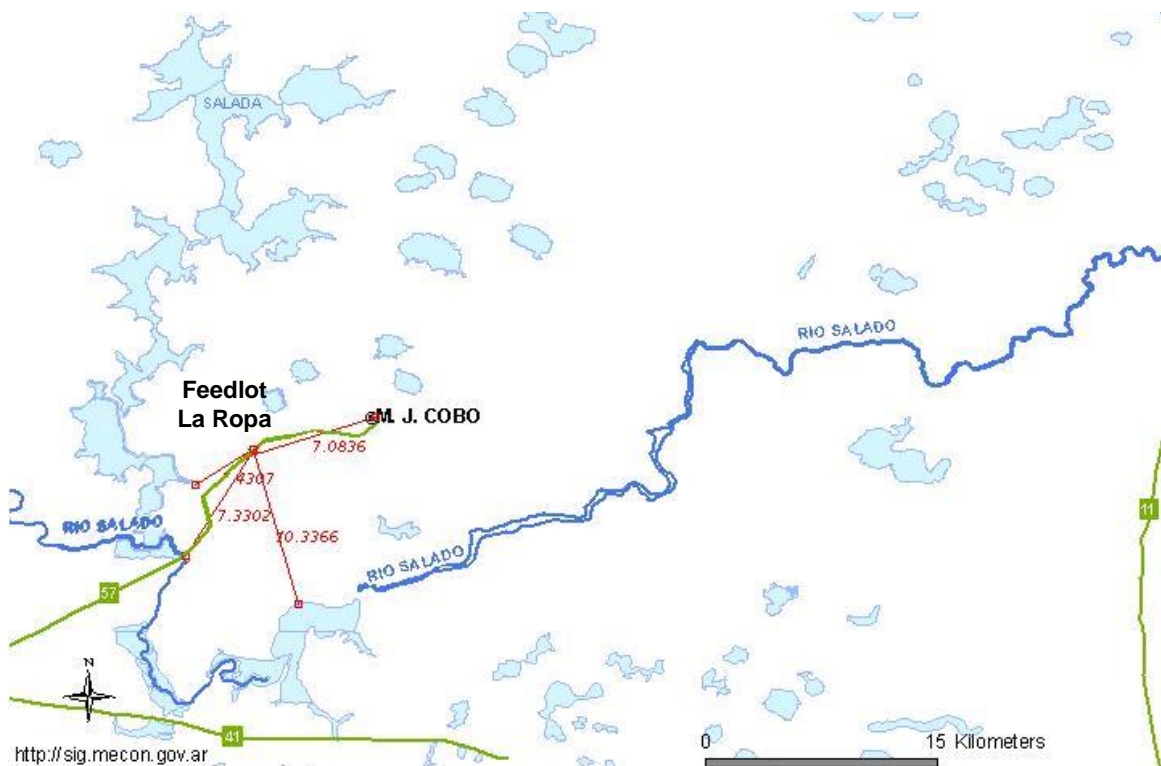 SALADA
RIO SALADO
Feedlot
La Ropa
M. J. COBO
7.0836
4307
7.3302
10.3366
RIO SALADO
RIO SALADO
11
57
N
41
0
15 Kilometers
http://sig.mecon.gov.ar